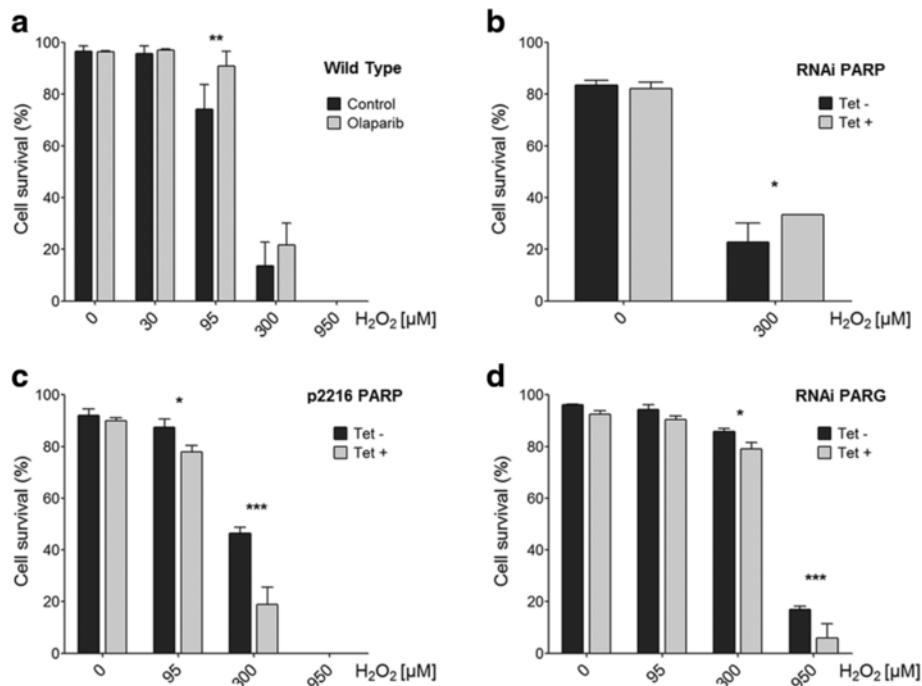 a
Wild Type
Control
Olaparib
**
Cell survival (%)
100
80
60
40
20
0
0 30 95 300 950 H₂O₂ [µM]
b
RNAi PARP
Tet -
Tet +
*
Cell survival (%)
100
80
60
40
20
0
0 300 H₂O₂ [µM]
c
p2216 PARP
Tet -
Tet +
*
***
Cell survival (%)
100
80
60
40
20
0
0 95 300 950 H₂O₂ [µM]
d
RNAi PARG
Tet -
Tet +
*
***
Cell survival (%)
100
80
60
40
20
0
0 95 300 950 H₂O₂ [µM]